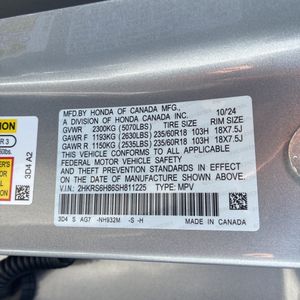 MFD.BY HONDA OF CANADA MFG.,
A DIVISION OF HONDA CANADA INC. 10/24
GVWR 2300KG (5070LBS) TIRE SIZE RIM SIZE
GAWR F 1193KG (2630LBS) 235/60R18 103H 18X7.5J
GAWR R 1150KG (2535LBS) 235/60R18 103H 18X7.5J
THIS VEHICLE CONFORMS TO ALL APPLICABLE
FEDERAL MOTOR VEHICLE SAFETY AND
THEFT PREVENTION STANDARDS IN EFFECT ON
THE DATE OF MANUFACTURE SHOWN ABOVE.
V.I.N: 2HKRS6H86SH811225 TYPE: MPV
3D4 S AG7 -NH932M -S -H
MADE IN CANADA
3D4 A2